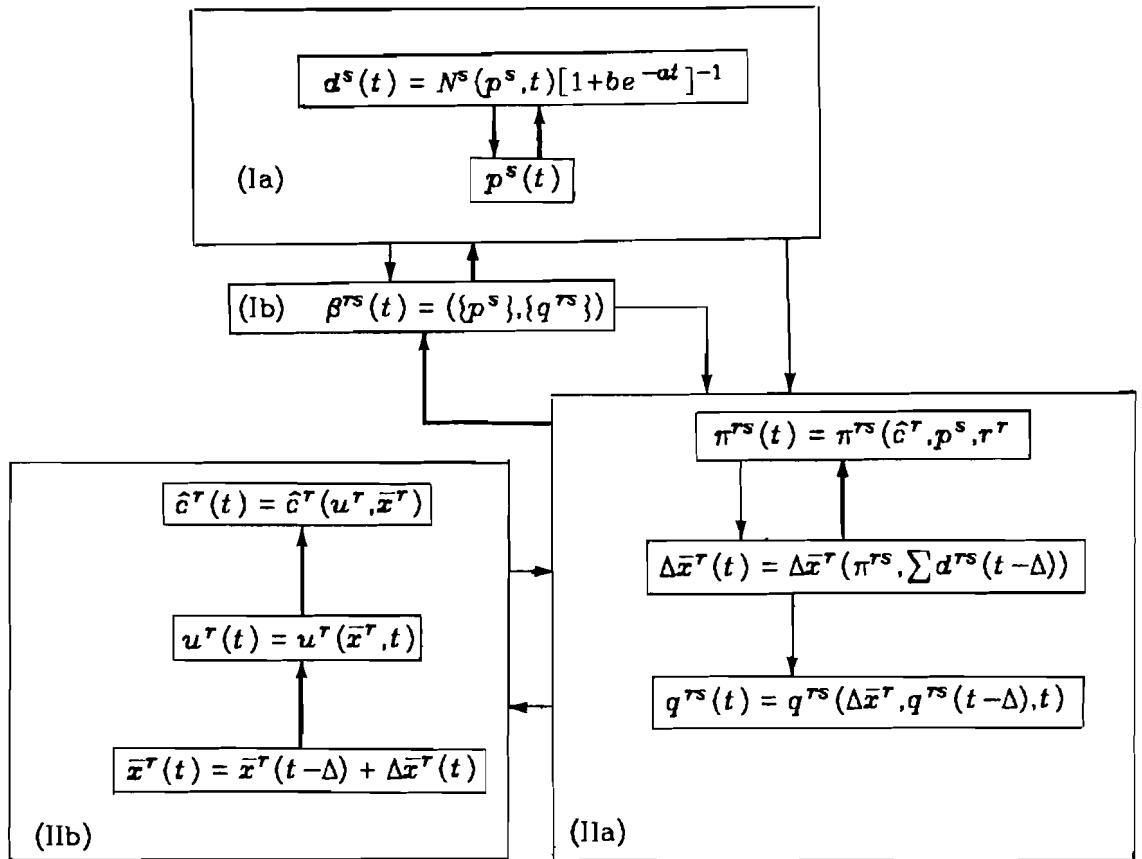 d^s(t) = N^s(p^s,t)[1+be^{-at}]^{-1}
p^s(t)
(Ia)
(Ib) β^{rs}(t) = ({p^s},{q^{rs}})
π^{rs}(t) = π^{rs}(ĉ^r,p^s,r^r
Δx̄^r(t) = Δx̄^r(π^{rs},∑d^{rs}(t−Δ))
q^{rs}(t) = q^{rs}(Δx̄^r,q^{rs}(t−Δ),t)
(IIa)
ĉ^r(t) = ĉ^r(u^r,x̄^r)
u^r(t) = u^r(x̄^r,t)
x̄^r(t) = x̄^r(t−Δ) + Δx̄^r(t)
(IIb)